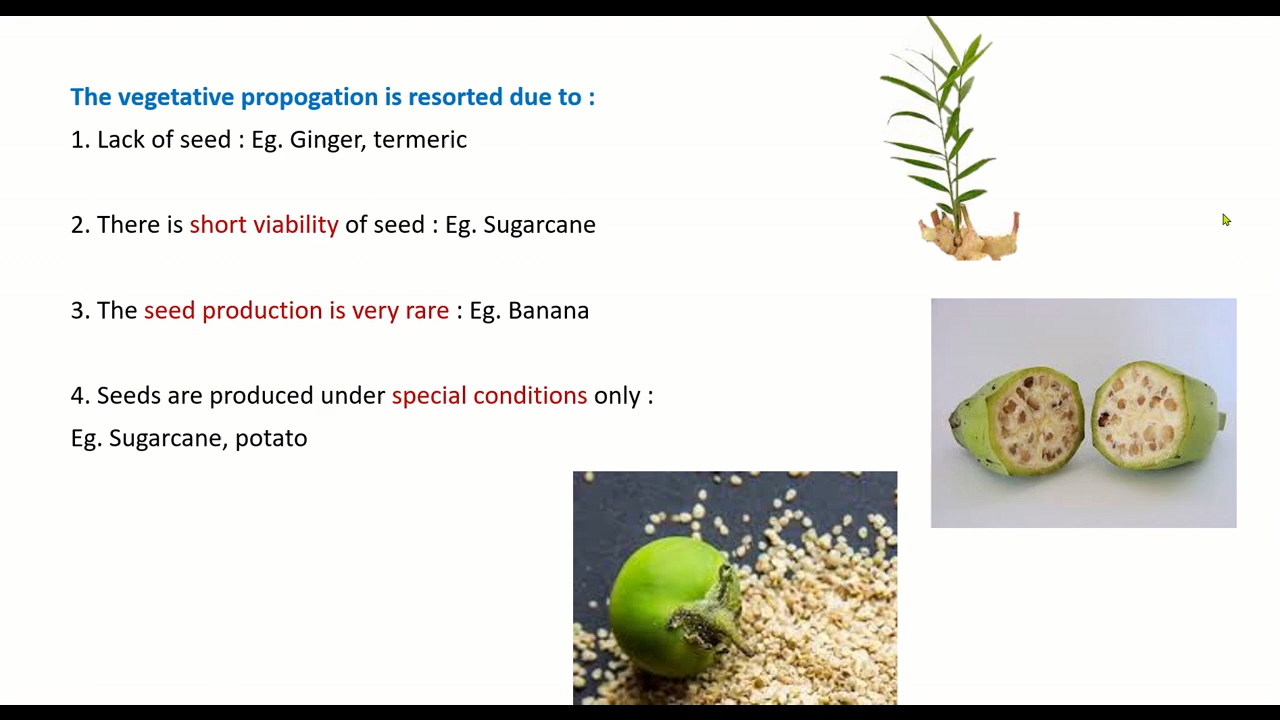 The vegetative propogation is resorted due to :
1. Lack of seed : Eg. Ginger, termeric
2. There is short viability of seed : Eg. Sugarcane
3. The seed production is very rare : Eg. Banana
4. Seeds are produced under special conditions only :
Eg. Sugarcane, potato